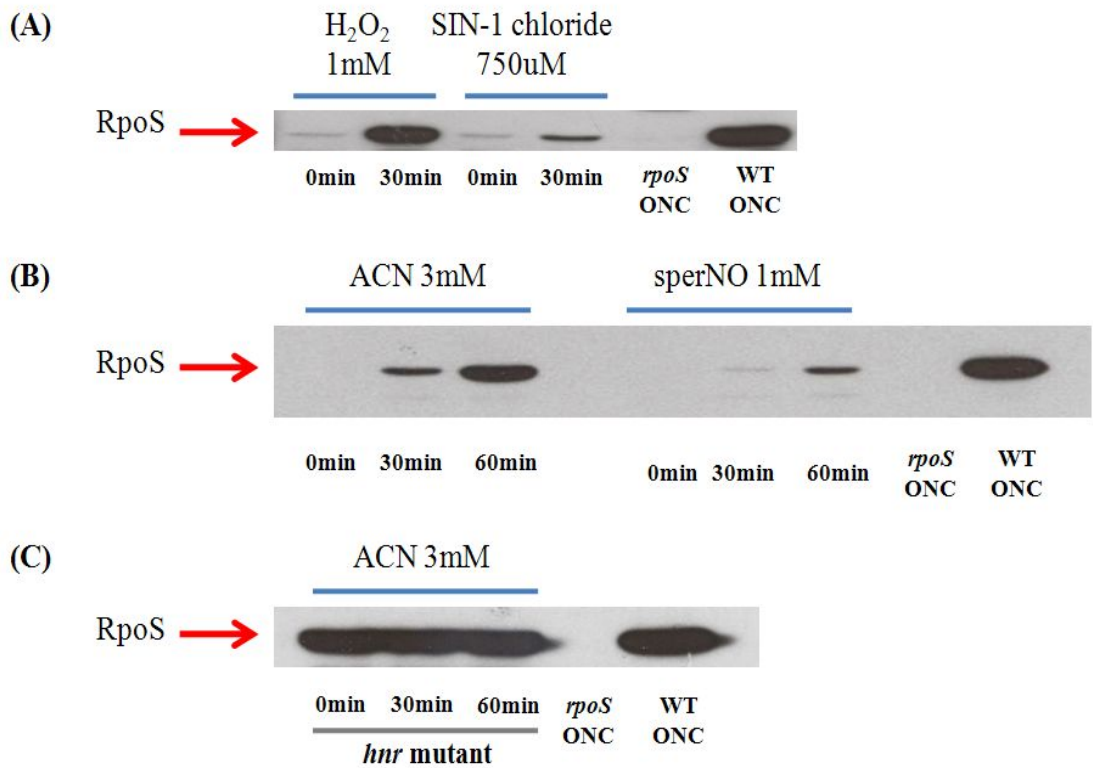 (A)
H₂O₂ SIN-1 chloride
1mM 750uM
RpoS
0min 30min 0min 30min rpoS WT
ONC ONC
(B)
ACN 3mM sperNO 1mM
RpoS
0min 30min 60min 0min 30min 60min rpoS WT
ONC ONC
(C)
ACN 3mM
RpoS
0min 30min 60min rpoS WT
ONC ONC
hnr mutant